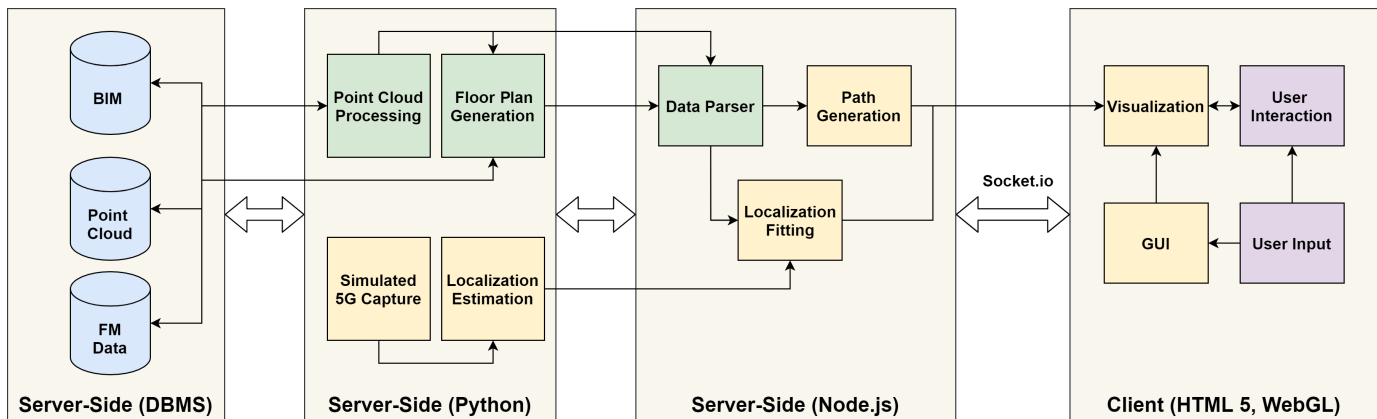 BIM
Point
Cloud
FM
Data
Server-Side (DBMS)
Point Cloud
Processing
Floor Plan
Generation
Simulated
5G Capture
Localization
Estimation
Server-Side (Python)
Data Parser
Path
Generation
Localization
Fitting
Server-Side (Node.js)
Socket.io
Visualization
User
Interaction
GUI
User Input
Client (HTML 5, WebGL)